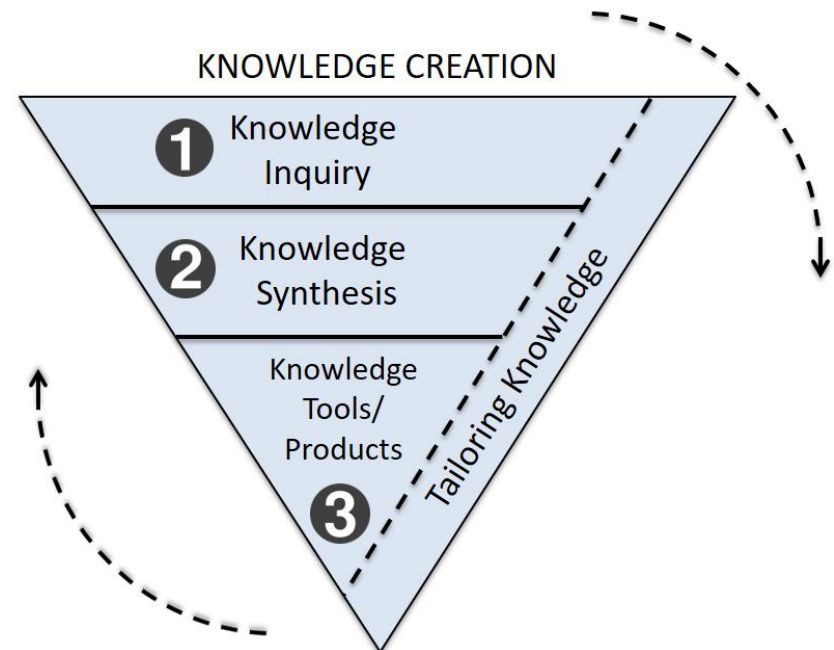 KNOWLEDGE CREATION
1 Knowledge
Inquiry
2 Knowledge
Synthesis
Knowledge
Tools/
Products
3
Tailoring Knowledge